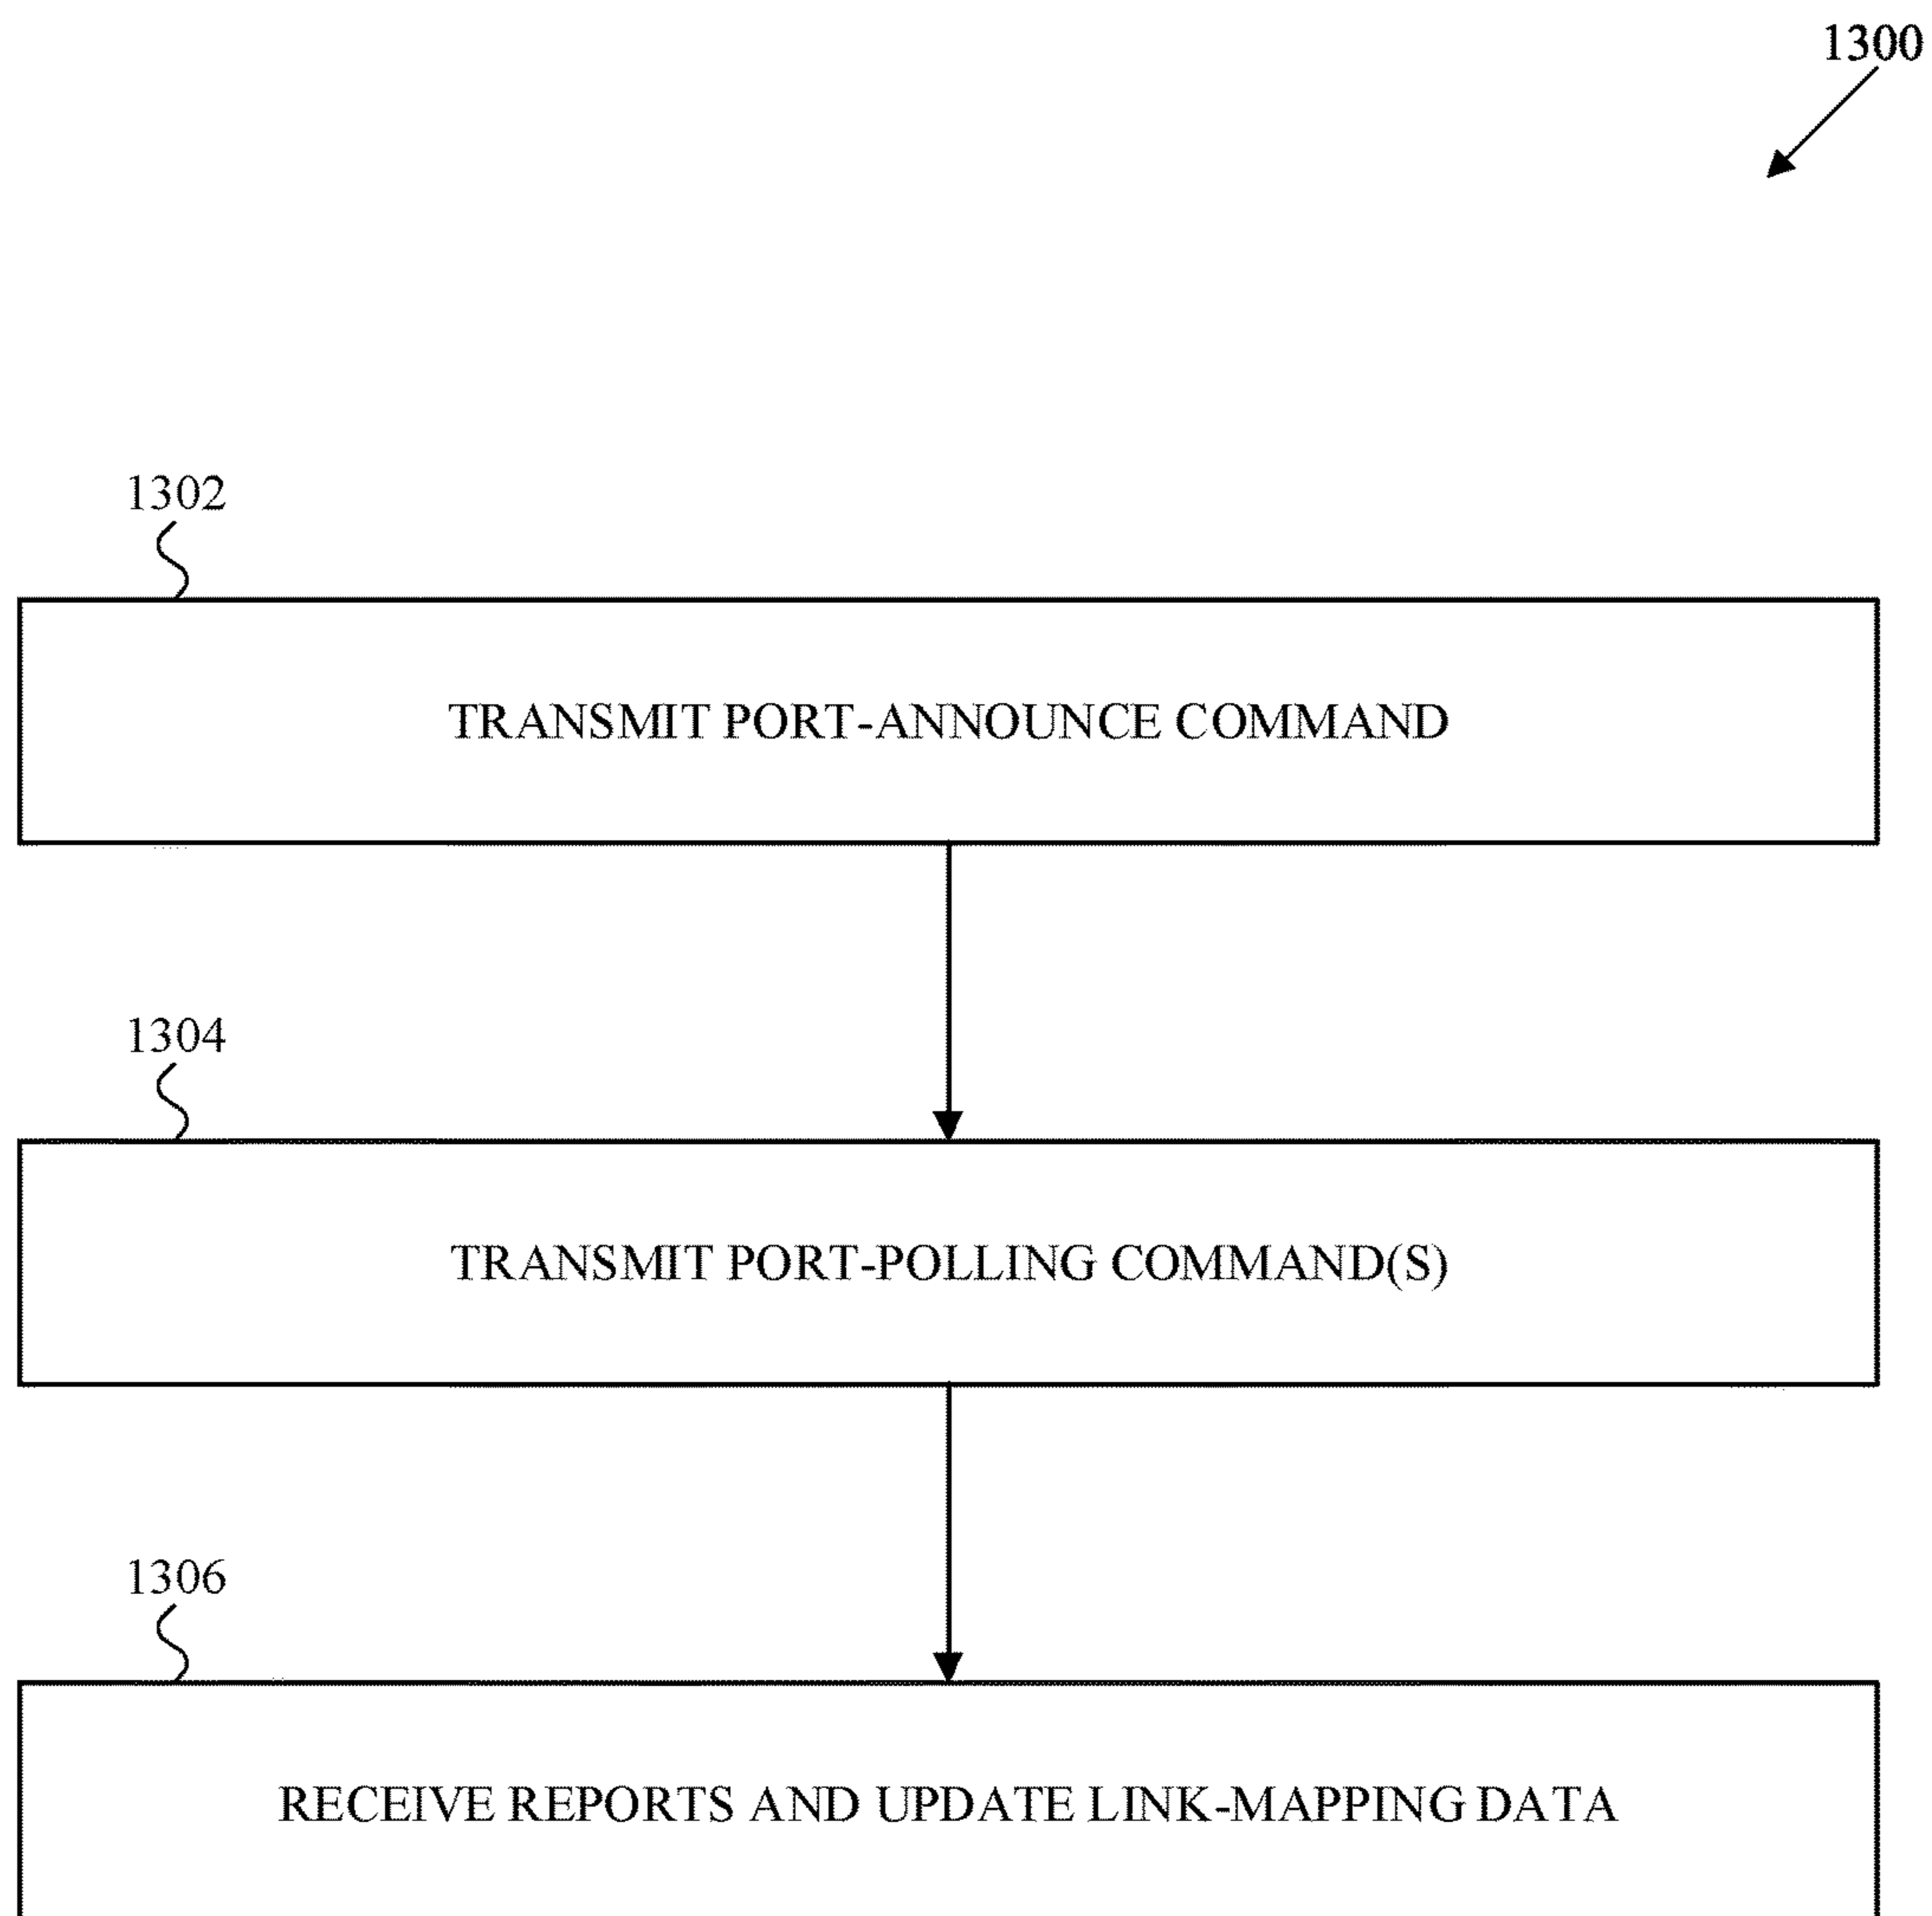 1300
1302
TRANSMIT PORT-ANNOUNCE COMMAND
1304
TRANSMIT PORT-POLLING COMMAND(S)
1306
RECEIVE REPORTS AND UPDATE LINK-MAPPING DATA